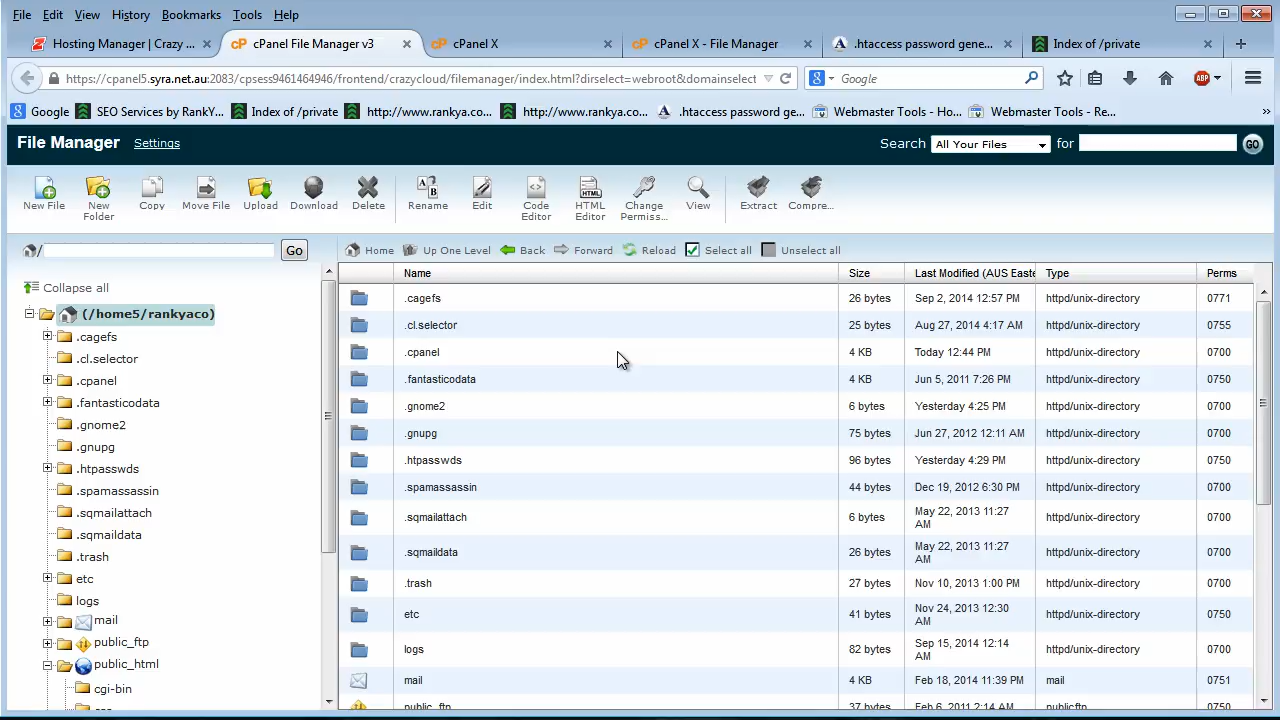 File Edit View History Bookmarks Tools Help
Hosting Manager | Crazy ... × cPanel File Manager v3 × cPanel X × cPanel X - File Manager × .htaccess password gene... × Index of /private ×
https://cpanel5.syra.net.au:2083/cpsess9461464946/frontend/crazycloud/filemanager/index.html?dirselect=webroot&domainselect Google ABP
Google SEO Services by RankY... Index of /private http://www.rankya.co... http://www.rankya.co... .htaccess password ge... Webmaster Tools - Ho... Webmaster Tools - Re... »
File Manager Settings Search All Your Files for GO
New File New Folder Copy Move File Upload Download Delete Rename Edit Code Editor HTML Editor Change Permiss... View Extract Compre...
/ Go Home Up One Level Back Forward Reload Select all Unselect all
Name Size Last Modified (AUS Easte Type Perms
Collapse all
(/home5/rankyaco)
.cagefs
.cl.selector
.cpanel
.fantasticodata
.gnome2
.gnupg
.htpasswds
.spamassassin
.sqmailattach
.sqmaildata
.trash
etc
logs
mail
public_ftp
public_html
cgi-bin
.cagefs 26 bytes Sep 2, 2014 12:57 PM httpd/unix-directory 0771
.cl.selector 25 bytes Aug 27, 2014 4:17 AM httpd/unix-directory 0755
.cpanel 4 KB Today 12:44 PM httpd/unix-directory 0700
.fantasticodata 4 KB Jun 5, 2011 7:26 PM httpd/unix-directory 0750
.gnome2 6 bytes Yesterday 4:25 PM httpd/unix-directory 0700
.gnupg 75 bytes Jun 27, 2012 12:11 AM httpd/unix-directory 0700
.htpasswds 96 bytes Yesterday 4:29 PM httpd/unix-directory 0750
.spamassassin 44 bytes Dec 19, 2012 6:30 PM httpd/unix-directory 0700
.sqmailattach 6 bytes May 22, 2013 11:27 AM httpd/unix-directory 0700
.sqmaildata 26 bytes May 22, 2013 11:27 AM httpd/unix-directory 0700
.trash 27 bytes Nov 10, 2013 1:00 PM httpd/unix-directory 0700
etc 41 bytes Nov 24, 2013 12:30 AM httpd/unix-directory 0750
logs 82 bytes Sep 15, 2014 12:14 AM httpd/unix-directory 0700
mail 4 KB Feb 18, 2014 11:39 PM mail 0751
public_ftp 37 bytes Feb 6, 2011 2:14 AM publicftp 0750